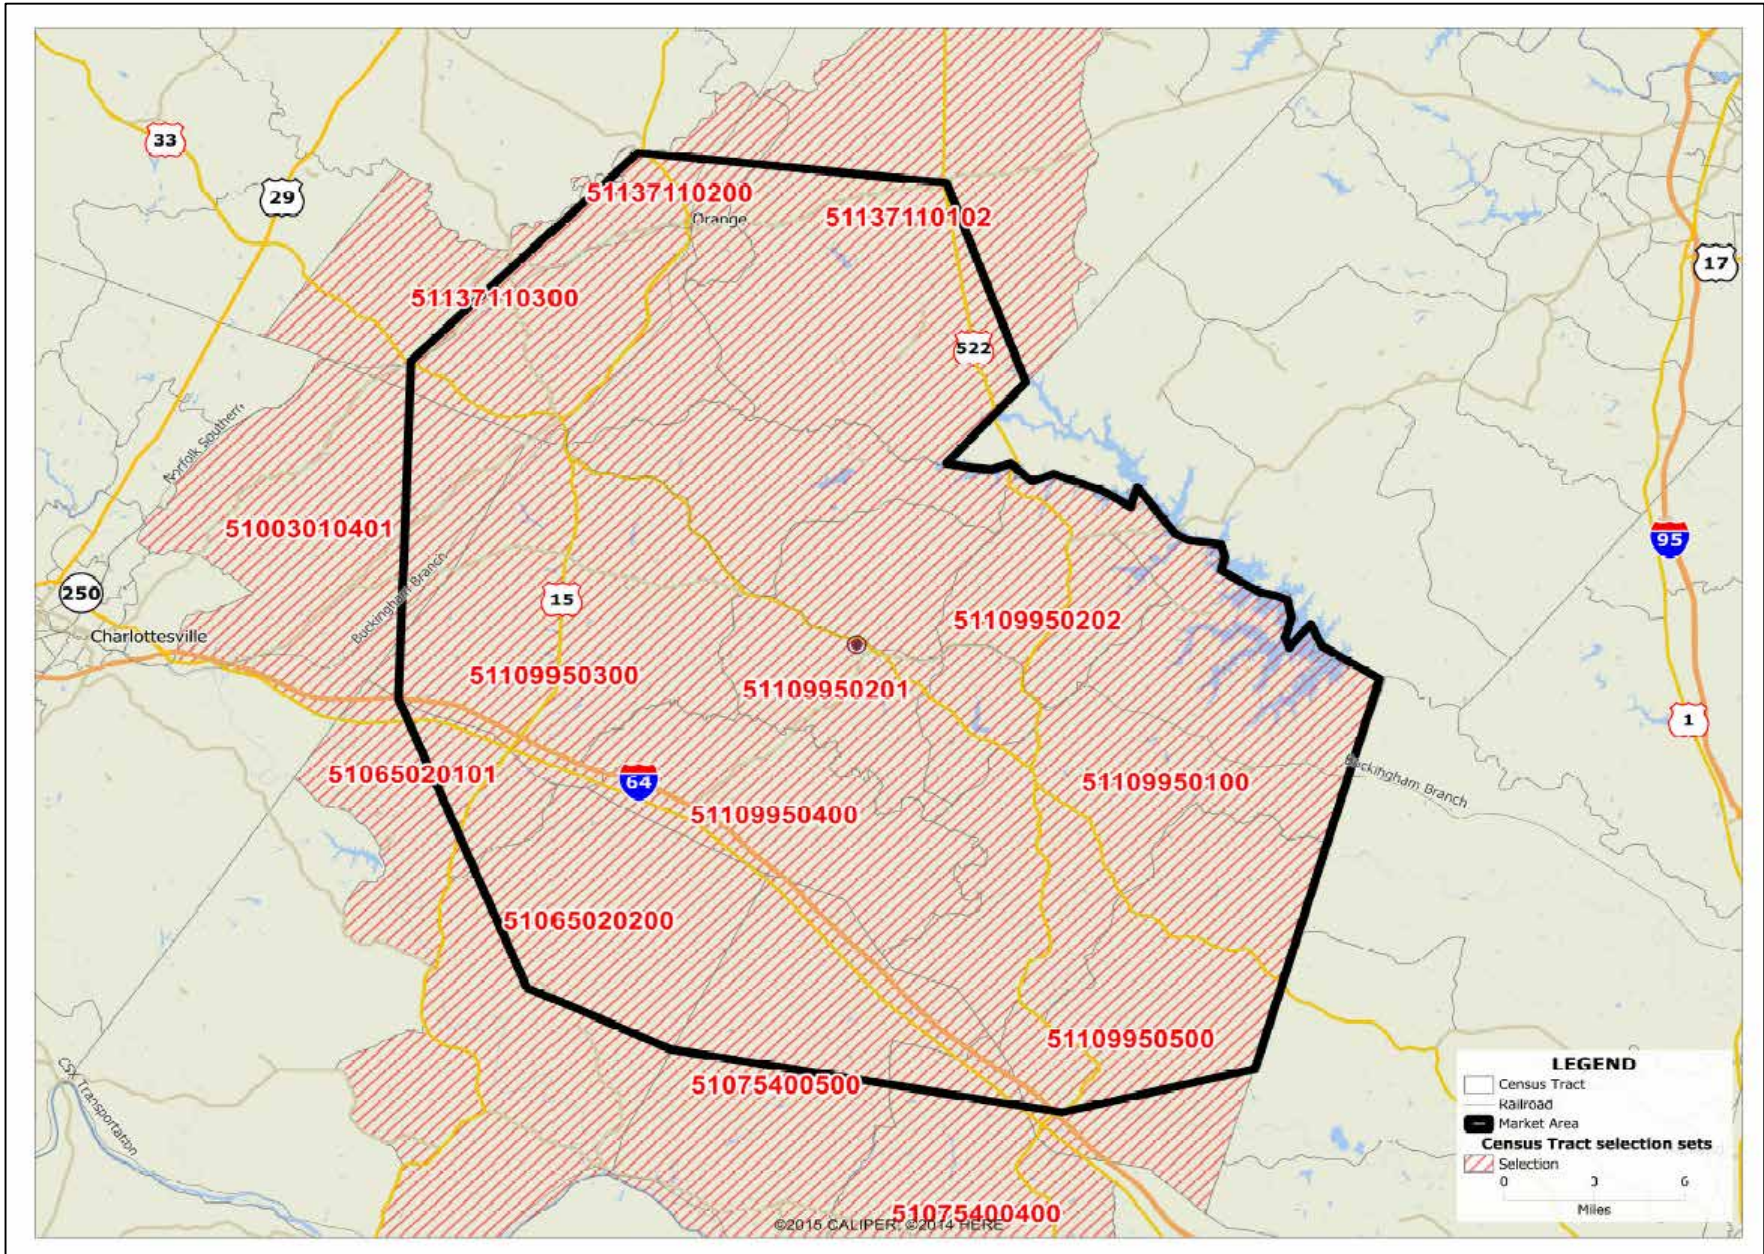 33
29
51137110200
Orange
51137110102
17
51137110300
522
Norfolk Southern
51003010401
95
Buckingham Branch
250
15
Charlottesville
51109950202
51109950300
51109950201
1
51065020101
64
51109950100
Buckingham Branch
51109950400
51065020200
51109950500
CSX Transportation
51075400500
51075400400
©2015 CALIPER; ©2014 HERE
LEGEND
Census Tract
Railroad
Market Area
Census Tract selection sets
Selection
0 3 6
Miles